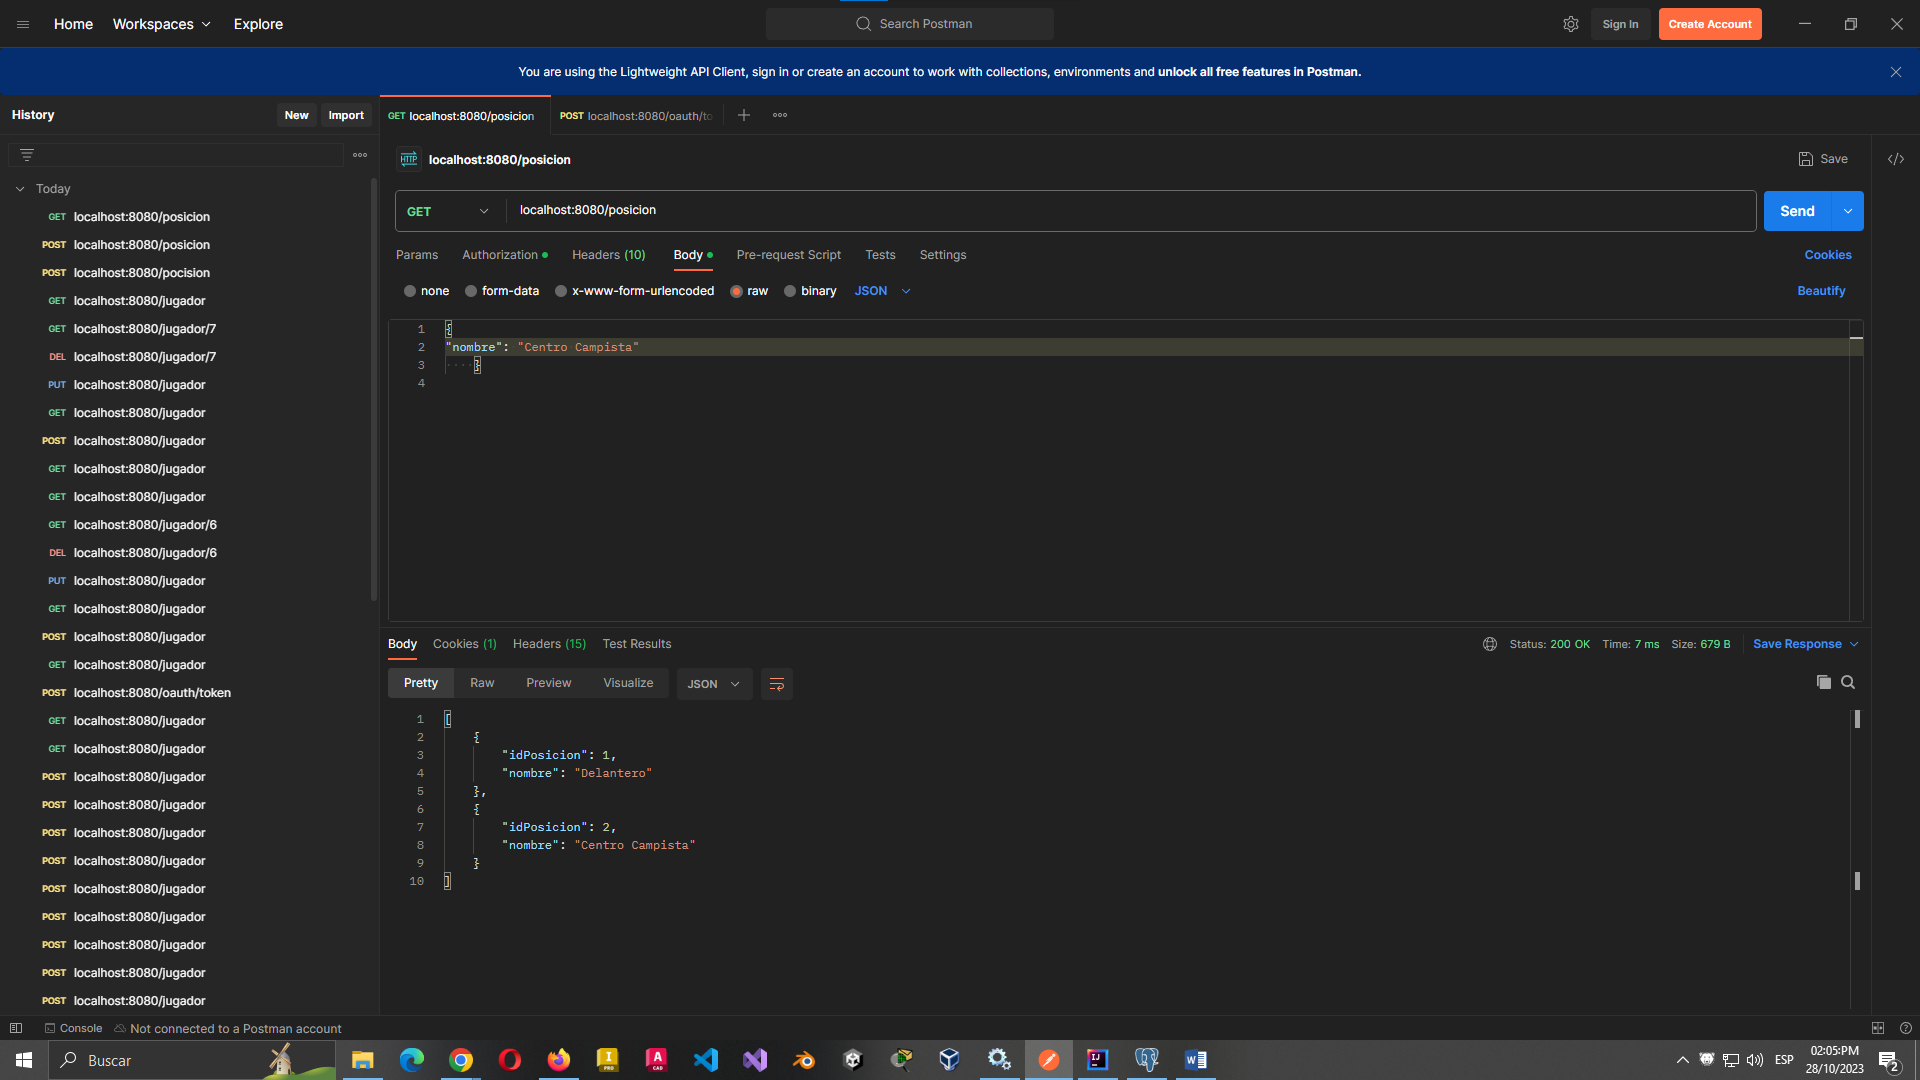 Home Workspaces Explore Search Postman Sign In Create Account
You are using the Lightweight API Client, sign in or create an account to work with collections, environments and unlock all free features in Postman.
History New Import
GET localhost:8080/posicion POST localhost:8080/oauth/to
HTTP localhost:8080/posicion Save
Today
GET localhost:8080/posicion
POST localhost:8080/posicion
POST localhost:8080/pocision
GET localhost:8080/jugador
GET localhost:8080/jugador/7
DEL localhost:8080/jugador/7
PUT localhost:8080/jugador
GET localhost:8080/jugador
POST localhost:8080/jugador
GET localhost:8080/jugador
GET localhost:8080/jugador
GET localhost:8080/jugador/6
DEL localhost:8080/jugador/6
PUT localhost:8080/jugador
GET localhost:8080/jugador
POST localhost:8080/jugador
GET localhost:8080/jugador
POST localhost:8080/oauth/token
GET localhost:8080/jugador
GET localhost:8080/jugador
POST localhost:8080/jugador
POST localhost:8080/jugador
POST localhost:8080/jugador
POST localhost:8080/jugador
POST localhost:8080/jugador
POST localhost:8080/jugador
POST localhost:8080/jugador
POST localhost:8080/jugador
POST localhost:8080/jugador
GET localhost:8080/posicion Send
Params Authorization Headers (10) Body Pre-request Script Tests Settings Cookies
none form-data x-www-form-urlencoded raw binary JSON Beautify
1 {
2 "nombre": "Centro Campista"
3 }
4
Body Cookies (1) Headers (15) Test Results Status: 200 OK Time: 7 ms Size: 679 B Save Response
Pretty Raw Preview Visualize JSON
1 [
2 {
3 "idPosicion": 1,
4 "nombre": "Delantero"
5 },
6 {
7 "idPosicion": 2,
8 "nombre": "Centro Campista"
9 }
10 ]
Console Not connected to a Postman account
Buscar
ESP
02:05:PM
28/10/2023
2